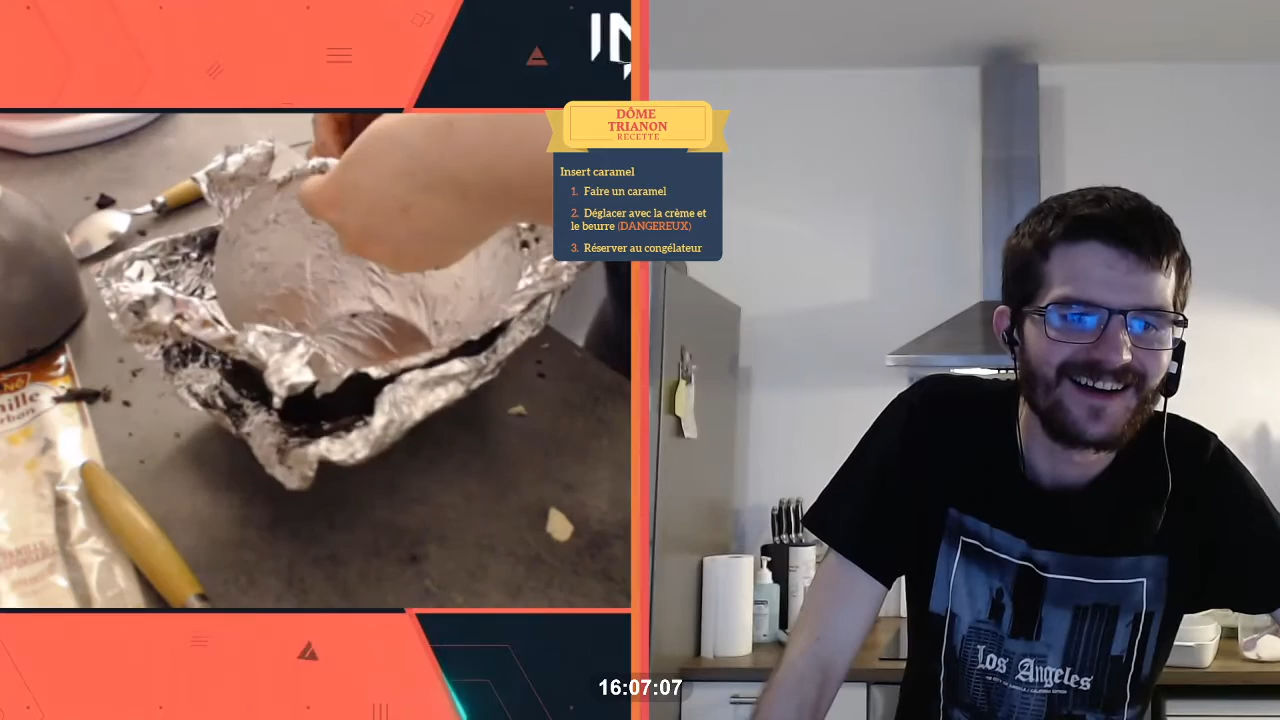 DÔME
TRIANON
RECETTE
Insert caramel
1. Faire un caramel
2. Déglacer avec la crème et
le beurre (DANGEREUX)
3. Réserver au congélateur
Los Angeles
16:07:07